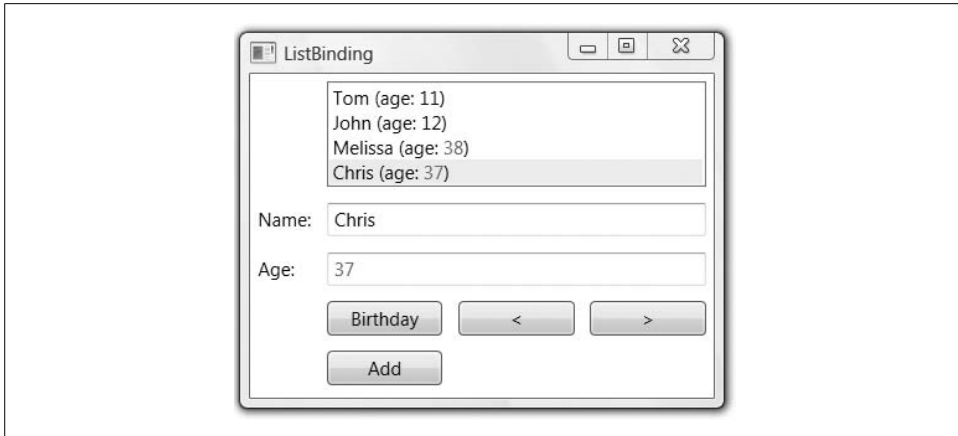 ListBinding
Tom (age: 11)
John (age: 12)
Melissa (age: 38)
Chris (age: 37)
Name: Chris
Age: 37
Birthday < >
Add